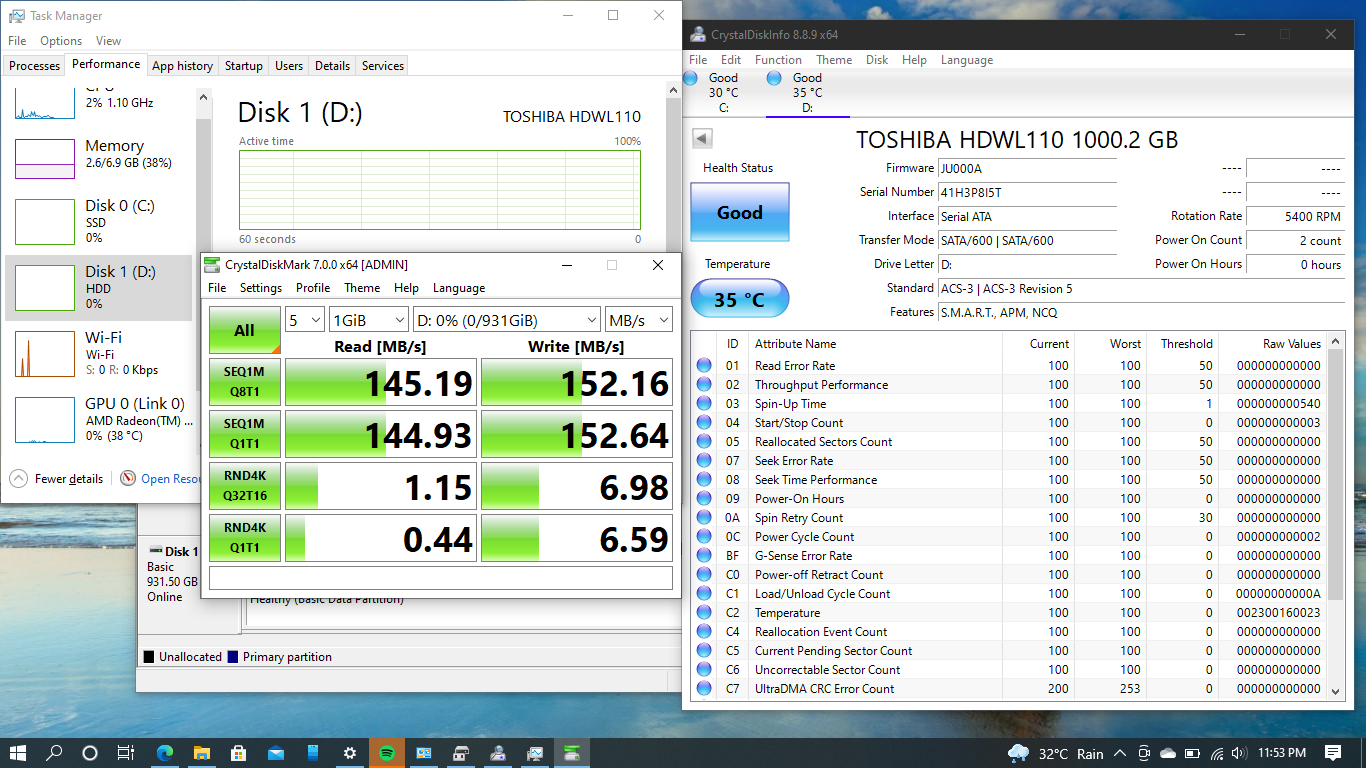 Task Manager
File Options View
Processes Performance App history Startup Users Details Services
CPU
2% 1.10 GHz
Memory
2.6/6.9 GB (38%)
Disk 0 (C:)
SSD
0%
Disk 1 (D:)
HDD
0%
Wi-Fi
Wi-Fi
S: 0 R: 0 Kbps
GPU 0 (Link 0)
AMD Radeon(TM) ...
0% (38 °C)
Fewer details
Open Resou
Disk 1 (D:)
TOSHIBA HDWL110
Active time 100%
60 seconds 0
CrystalDiskMark 7.0.0 x64 [ADMIN]
File Settings Profile Theme Help Language
All 5 1GiB D: 0% (0/931GiB) MB/s
Read [MB/s] Write [MB/s]
SEQ1M
Q8T1
145.19 152.16
SEQ1M
Q1T1
144.93 152.64
RND4K
Q32T16
1.15 6.98
RND4K
Q1T1
0.44 6.59
Disk 1
Basic
931.50 GB
Online
Healthy (Basic Data Partition)
Unallocated Primary partition
CrystalDiskInfo 8.8.9 x64
File Edit Function Theme Disk Help Language
Good
30 °C
C:
Good
35 °C
D:
TOSHIBA HDWL110 1000.2 GB
Health Status
Good
Temperature
35 °C
Firmware JU000A ---- ----
Serial Number 41H3P8I5T ---- ----
Interface Serial ATA Rotation Rate 5400 RPM
Transfer Mode SATA/600 | SATA/600 Power On Count 2 count
Drive Letter D: Power On Hours 0 hours
Standard ACS-3 | ACS-3 Revision 5
Features S.M.A.R.T., APM, NCQ
ID Attribute Name Current Worst Threshold Raw Values
01 Read Error Rate 100 100 50 000000000000
02 Throughput Performance 100 100 50 000000000000
03 Spin-Up Time 100 100 1 000000000540
04 Start/Stop Count 100 100 0 000000000003
05 Reallocated Sectors Count 100 100 50 000000000000
07 Seek Error Rate 100 100 50 000000000000
08 Seek Time Performance 100 100 50 000000000000
09 Power-On Hours 100 100 0 000000000000
0A Spin Retry Count 100 100 30 000000000000
0C Power Cycle Count 100 100 0 000000000002
BF G-Sense Error Rate 100 100 0 000000000000
C0 Power-off Retract Count 100 100 0 000000000000
C1 Load/Unload Cycle Count 100 100 0 00000000000A
C2 Temperature 100 100 0 002300160023
C4 Reallocation Event Count 100 100 0 000000000000
C5 Current Pending Sector Count 100 100 0 000000000000
C6 Uncorrectable Sector Count 100 100 0 000000000000
C7 UltraDMA CRC Error Count 200 253 0 000000000000
32°C Rain 11:53 PM